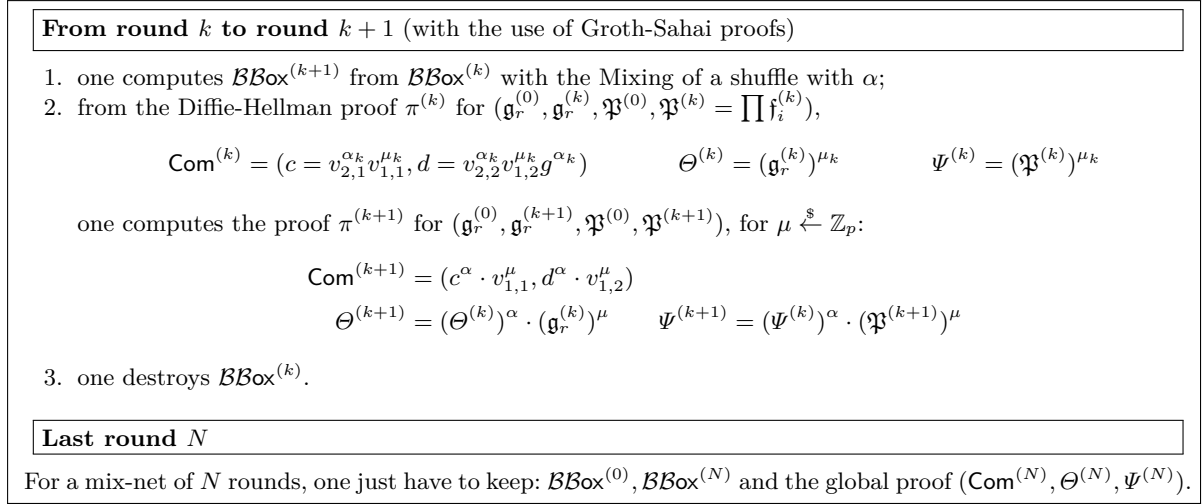 From round k to round k + 1 (with the use of Groth-Sahai proofs)
1. one computes 𝓑𝓑ox^{(k+1)} from 𝓑𝓑ox^{(k)} with the Mixing of a shuffle with α;
2. from the Diffie-Hellman proof π^{(k)} for (𝔤_r^{(0)}, 𝔤_r^{(k)}, 𝔓^{(0)}, 𝔓^{(k)} = ∏ 𝔣_i^{(k)}),
Com^{(k)} = (c = v_{2,1}^{α_k} v_{1,1}^{μ_k}, d = v_{2,2}^{α_k} v_{1,2}^{μ_k} g^{α_k}) Θ^{(k)} = (𝔤_r^{(k)})^{μ_k} Ψ^{(k)} = (𝔓^{(k)})^{μ_k}
one computes the proof π^{(k+1)} for (𝔤_r^{(0)}, 𝔤_r^{(k+1)}, 𝔓^{(0)}, 𝔓^{(k+1)}), for μ ←$ ℤ_p:
Com^{(k+1)} = (c^α · v_{1,1}^μ, d^α · v_{1,2}^μ)
Θ^{(k+1)} = (Θ^{(k)})^α · (𝔤_r^{(k)})^μ Ψ^{(k+1)} = (Ψ^{(k)})^α · (𝔓^{(k+1)})^μ
3. one destroys 𝓑𝓑ox^{(k)}.
Last round N
For a mix-net of N rounds, one just have to keep: 𝓑𝓑ox^{(0)}, 𝓑𝓑ox^{(N)} and the global proof (Com^{(N)}, Θ^{(N)}, Ψ^{(N)}).